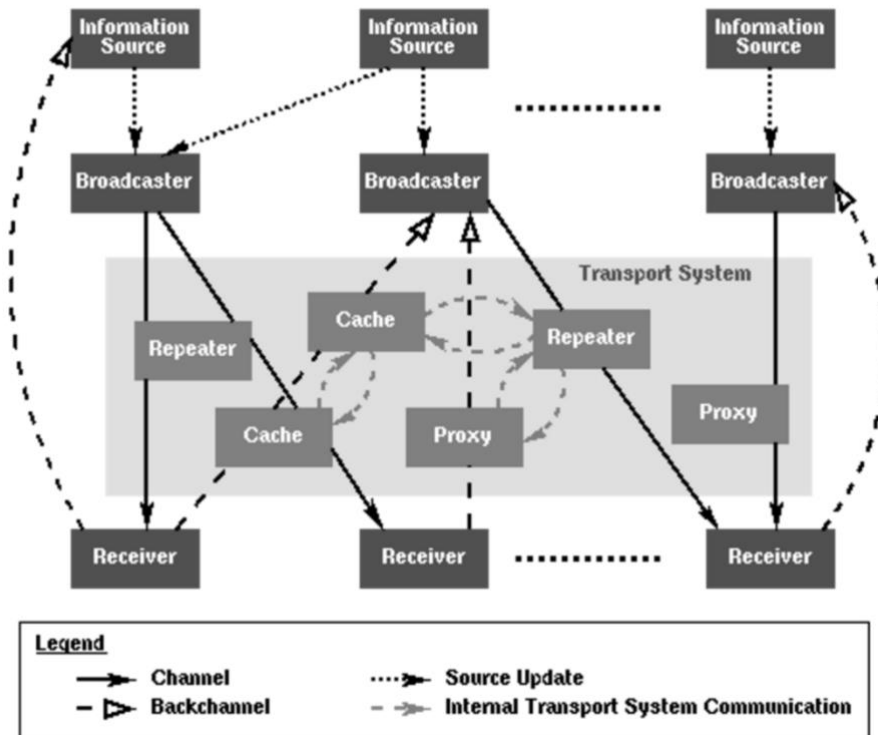 Information
Source
Information
Source
Information
Source
Broadcaster
Broadcaster
Broadcaster
Transport System
Cache
Repeater
Repeater
Cache
Proxy
Proxy
Receiver
Receiver
Receiver
Legend
Channel
Source Update
Backchannel
Internal Transport System Communication